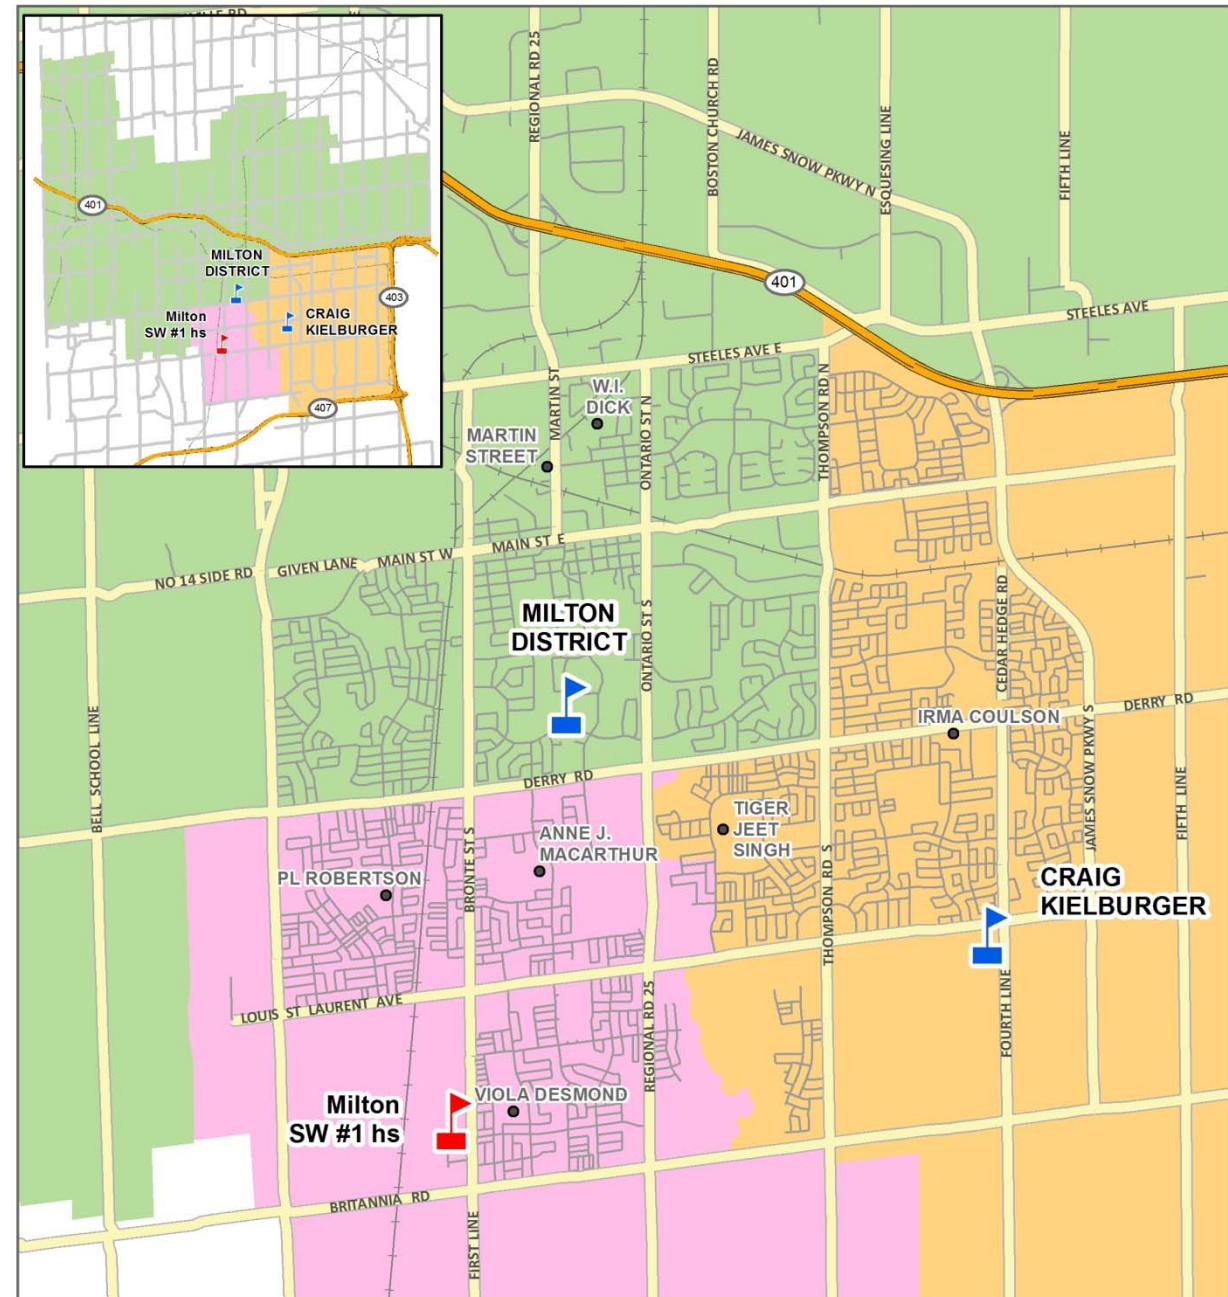 401
MILTON
DISTRICT
403
Milton
SW #1 hs
CRAIG
KIELBURGER
407
REGIONAL RD 25
BOSTON CHURCH RD
JAMES SNOW PKWY N
ESQUESING LINE
FIFTH LINE
401
STEELES AVE
STEELES AVE E
W.I.
DICK
MARTIN ST
MARTIN
STREET
ONTARIO ST N
THOMPSON RD N
MAIN ST E
MAIN ST W
GIVEN LANE
NO 14 SIDE RD
MILTON
DISTRICT
ONTARIO ST S
CEDAR HEDGE RD
BELL SCHOOL LINE
IRMA COULSON
DERRY RD
JAMES SNOW PKWY S
FIFTH LINE
DERRY RD
TIGER
JEET
SINGH
ANNE J.
MACARTHUR
PL ROBERTSON
BRONTE ST S
THOMPSON RD S
CRAIG
KIELBURGER
LOUIS ST LAURENT AVE
REGIONAL RD 25
FOURTH LINE
VIOLA DESMOND
Milton
SW #1 hs
BRITANNIA RD
FIRST LINE